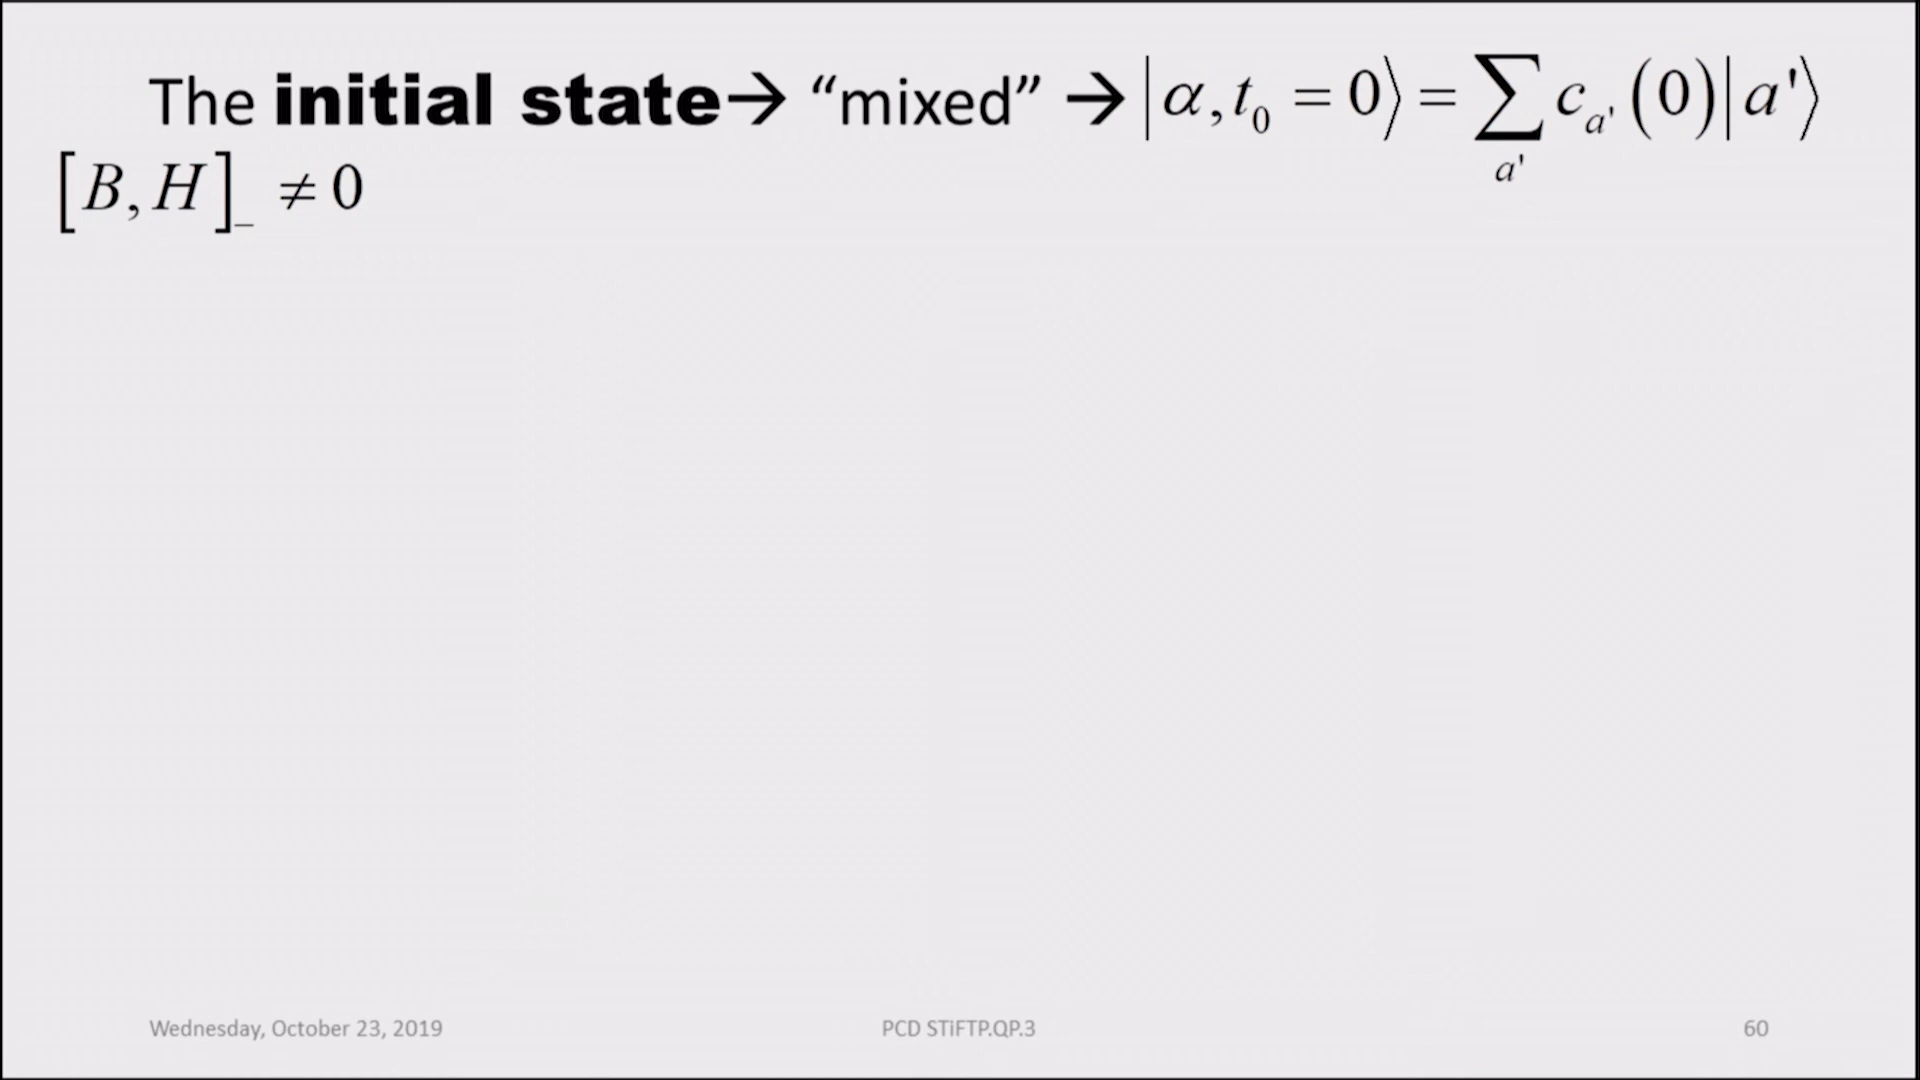 The initial state→ “mixed” →|α, t₀ = 0⟩ = ∑ c_{a'} (0)| a'⟩
a'
[B, H]₋ ≠ 0
Wednesday, October 23, 2019 PCD STiFTP.QP.3 60